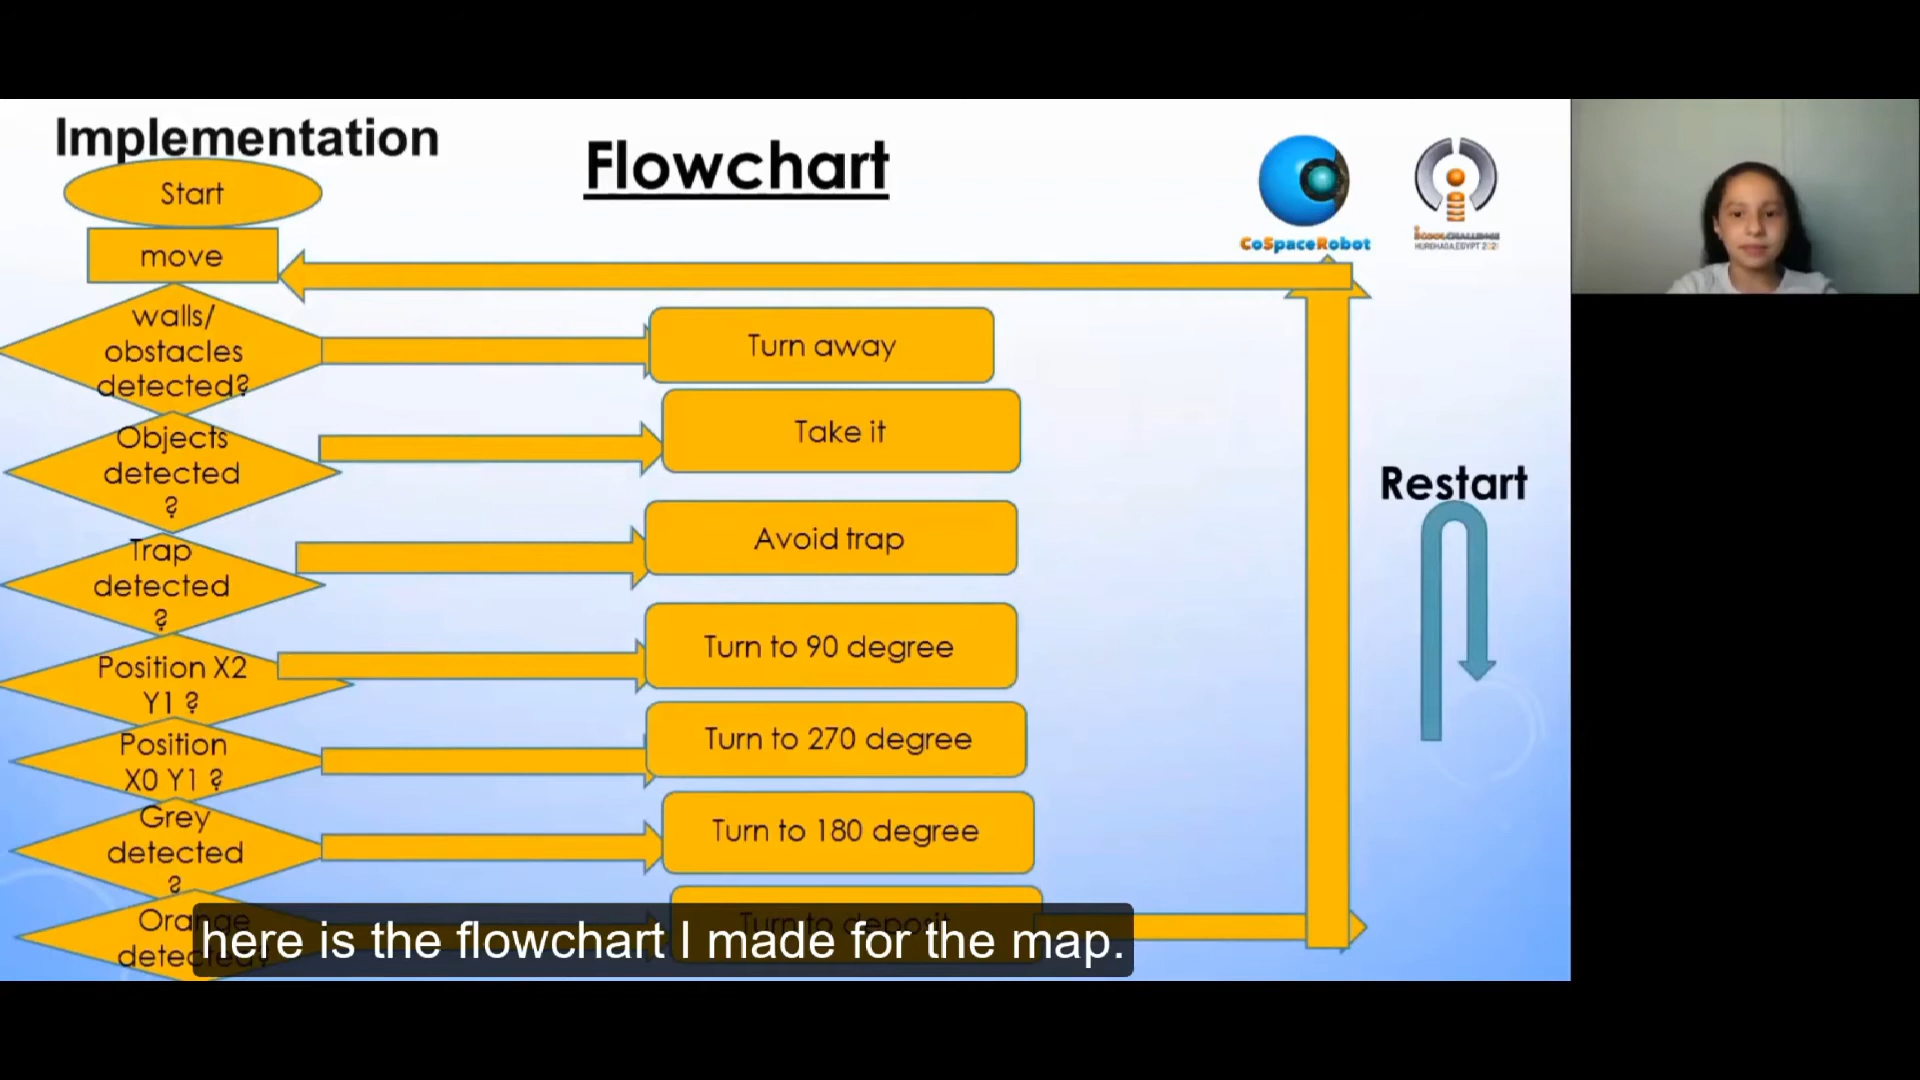 Implementation
Flowchart
Start
move
CoSpaceRobot
walls/
obstacles
detected?
Turn away
Objects
detected
?
Take it
Restart
Trap
detected
?
Avoid trap
Position X2
Y1 ?
Turn to 90 degree
Position
X0 Y1 ?
Turn to 270 degree
Grey
detected
?
Turn to 180 degree
Orange
detected?
Turn to deposit
here is the flowchart I made for the map.